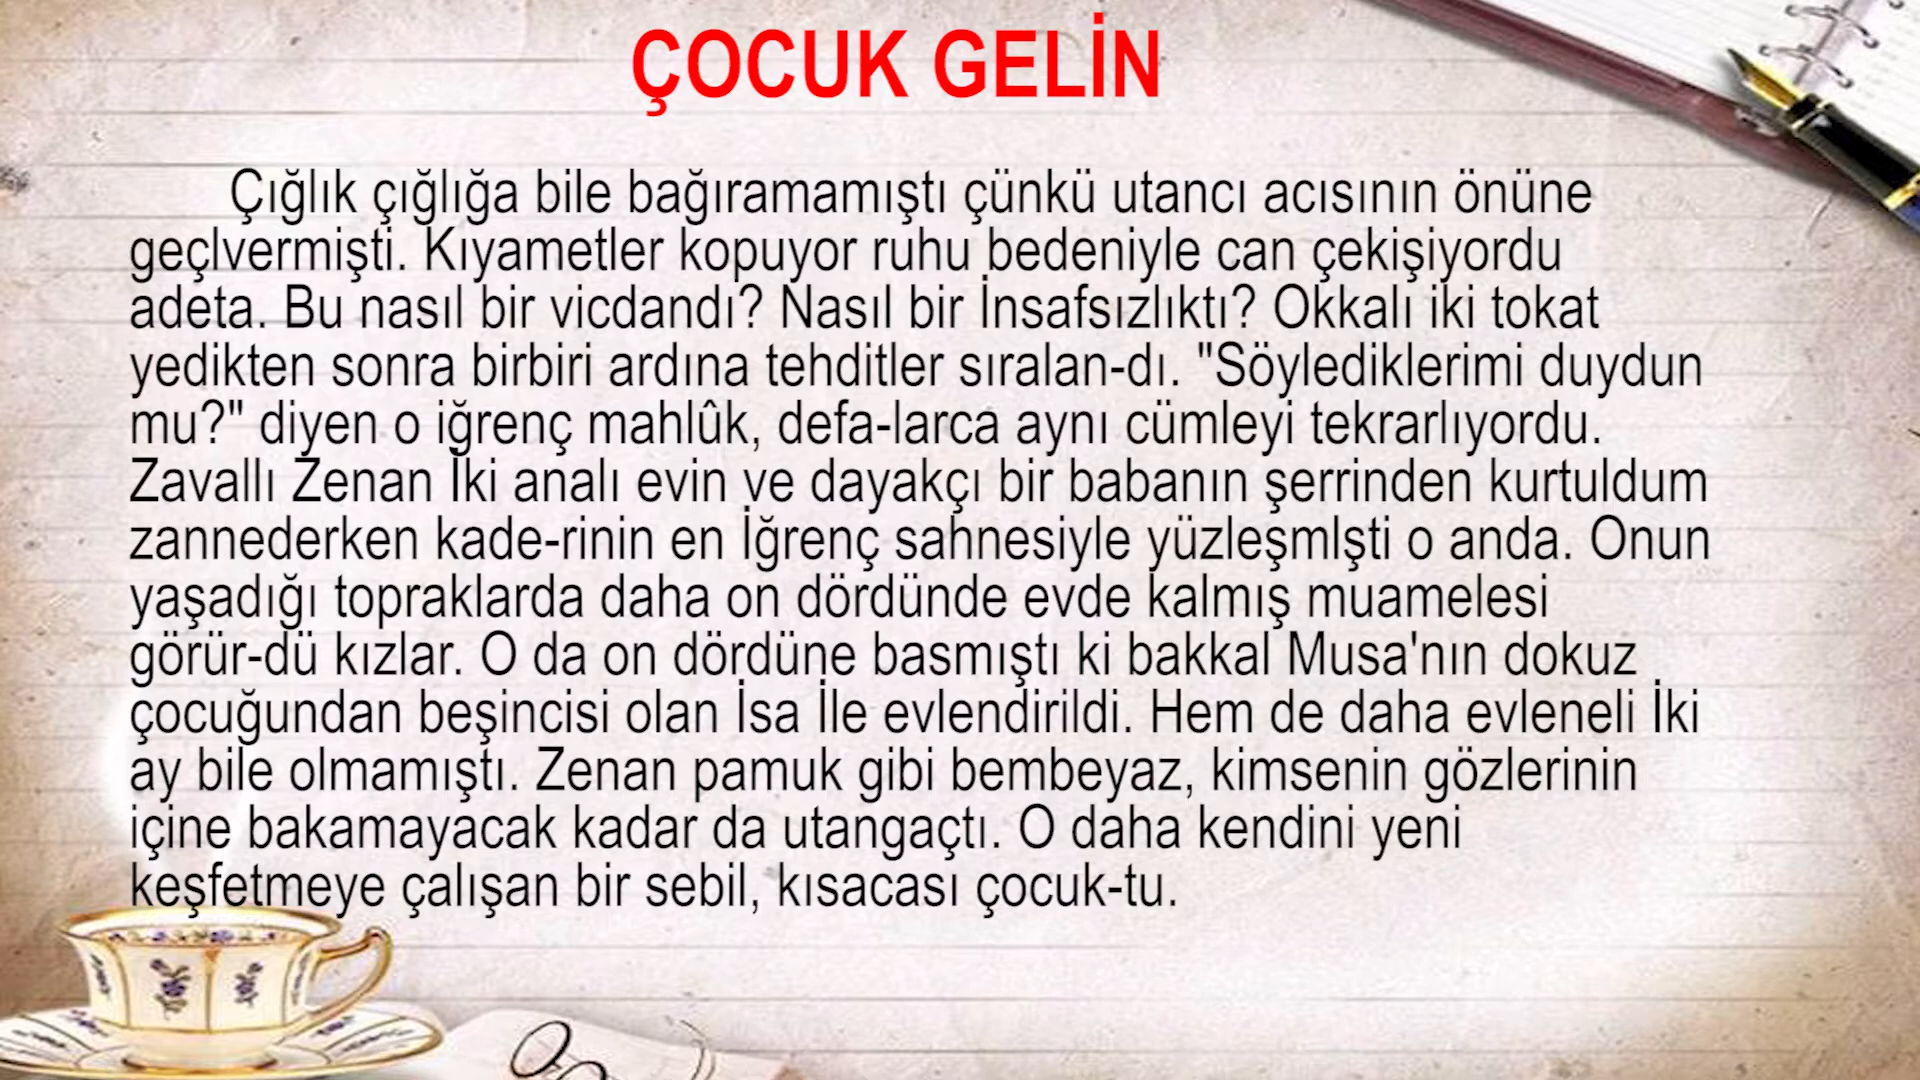 ÇOCUK GELİN
Çığlık çığlığa bile bağıramamıştı çünkü utancı acısının önüne
geçlvermişti. Kıyametler kopuyor ruhu bedeniyle can çekişiyordu
adeta. Bu nasıl bir vicdandı? Nasıl bir İnsafsızlıktı? Okkalı iki tokat
yedikten sonra birbiri ardına tehditler sıralan-dı. "Söylediklerimi duydun
mu?" diyen o iğrenç mahlûk, defa-larca aynı cümleyi tekrarlıyordu.
Zavallı Zenan İki analı evin ve dayakçı bir babanın şerrinden kurtuldum
zannederken kade-rinin en İğrenç sahnesiyle yüzleşmlşti o anda. Onun
yaşadığı topraklarda daha on dördünde evde kalmış muamelesi
görür-dü kızlar. O da on dördüne basmıştı ki bakkal Musa'nın dokuz
çocuğundan beşincisi olan İsa İle evlendirildi. Hem de daha evleneli İki
ay bile olmamıştı. Zenan pamuk gibi bembeyaz, kimsenin gözlerinin
içine bakamayacak kadar da utangaçtı. O daha kendini yeni
keşfetmeye çalışan bir sebil, kısacası çocuk-tu.